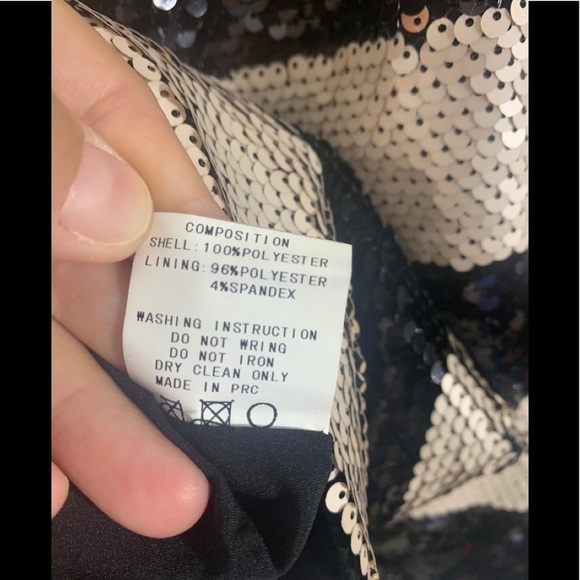 COMPOSITION
SHELL: 100%POLYESTER
LINING: 96%POLYESTER
4%SPANDEX
WASHING INSTRUCTION
DO NOT WRING
DO NOT IRON
DRY CLEAN ONLY
MADE IN PRC